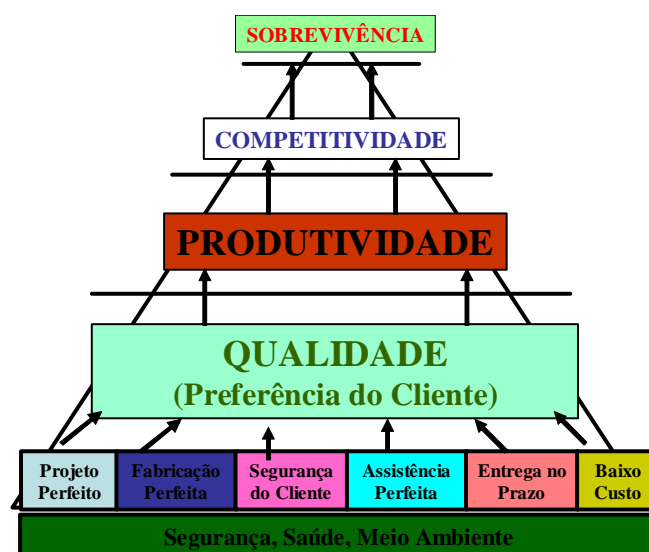 SOBREVIVÊNCIA
COMPETITIVIDADE
PRODUTIVIDADE
QUALIDADE
(Preferência do Cliente)
Projeto
Perfeito
Fabricação
Perfeita
Segurança
do Cliente
Assistência
Perfeita
Entrega no
Prazo
Baixo
Custo
Segurança, Saúde, Meio Ambiente